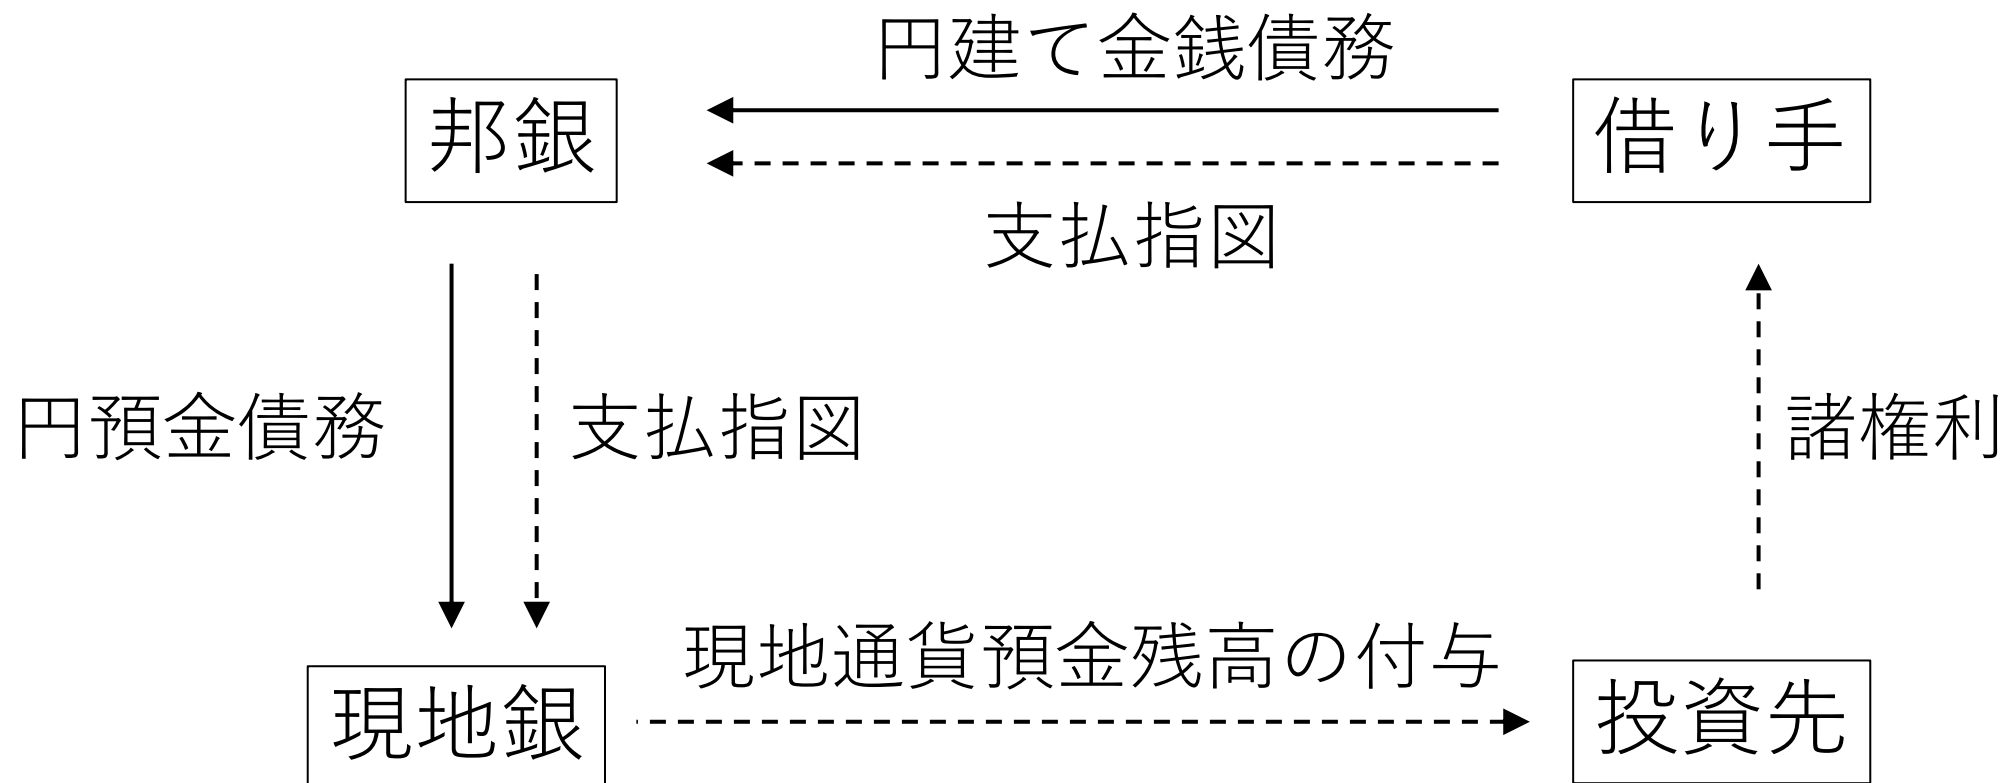 円建て金銭債務
邦銀
借り手
支払指図
円預金債務
支払指図
諸権利
現地通貨預金残高の付与
現地銀
投資先